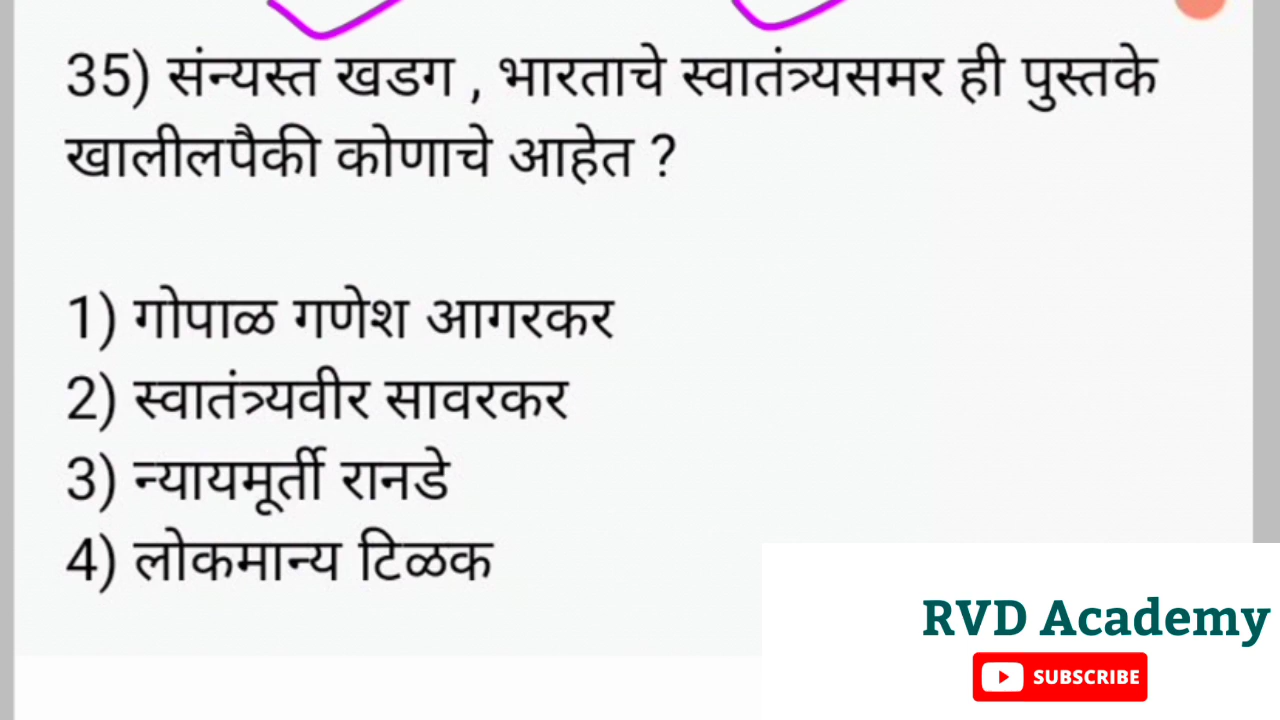 35) संन्यस्त खडग , भारताचे स्वातंत्र्यसमर ही पुस्तके
खालीलपैकी कोणाचे आहेत ?
1) गोपाळ गणेश आगरकर
2) स्वातंत्र्यवीर सावरकर
3) न्यायमूर्ती रानडे
4) लोकमान्य टिळक
RVD Academy
SUBSCRIBE